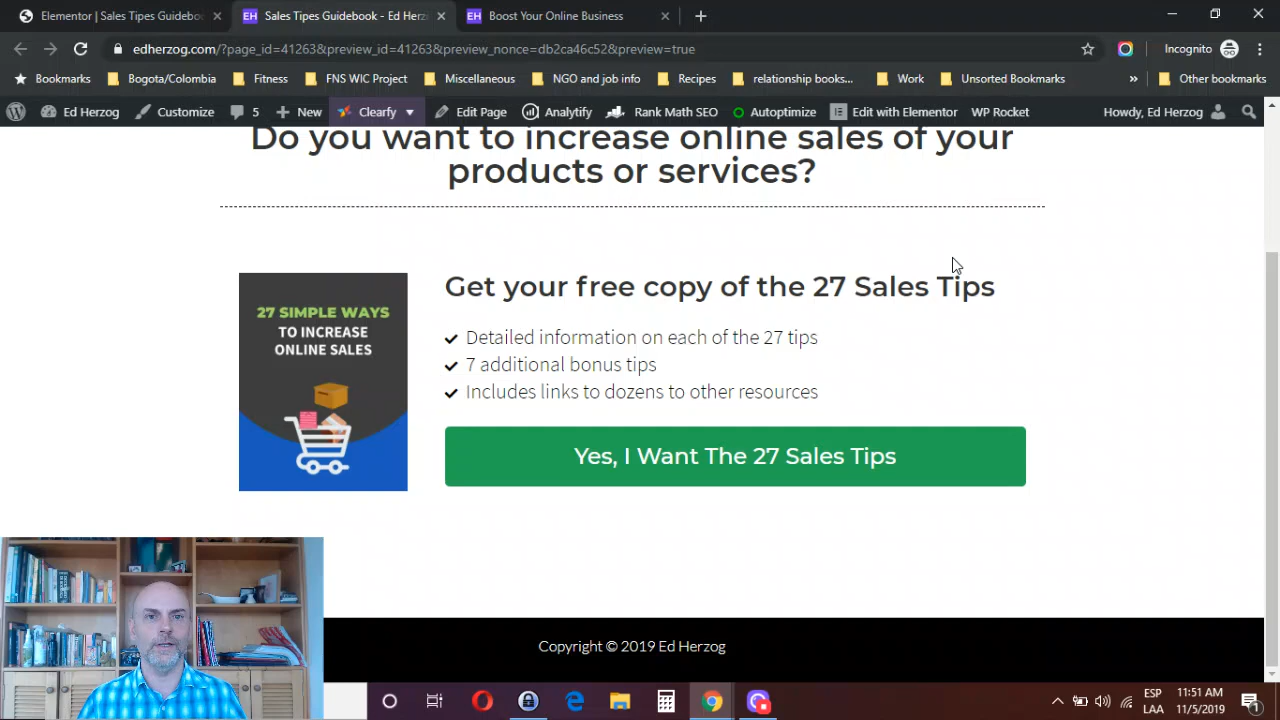 Elementor | Sales Tips Guidebo
Sales Tipes Guidebook - Ed Herz
Boost Your Online Business
edherzog.com/?page_id=41263&preview_id=41263&preview_nonce=db2ca46c52&preview=true
Incognito
Bookmarks
Bogota/Colombia
Fitness
FNS WIC Project
Miscellaneous
NGO and job info
Recipes
relationship books...
Work
Unsorted Bookmarks
»
Other bookmarks
Ed Herzog
Customize
5
New
Clearfy
Edit Page
Analytify
Rank Math SEO
Autoptimize
Edit with Elementor
WP Rocket
Howdy, Ed Herzog
Do you want to increase online sales of your
products or services?
27 SIMPLE WAYS
TO INCREASE
ONLINE SALES
Get your free copy of the 27 Sales Tips
Detailed information on each of the 27 tips
7 additional bonus tips
Includes links to dozens to other resources
Yes, I Want The 27 Sales Tips
Copyright © 2019 Ed Herzog
ESP
LAA
11:51 AM
11/5/2019
1